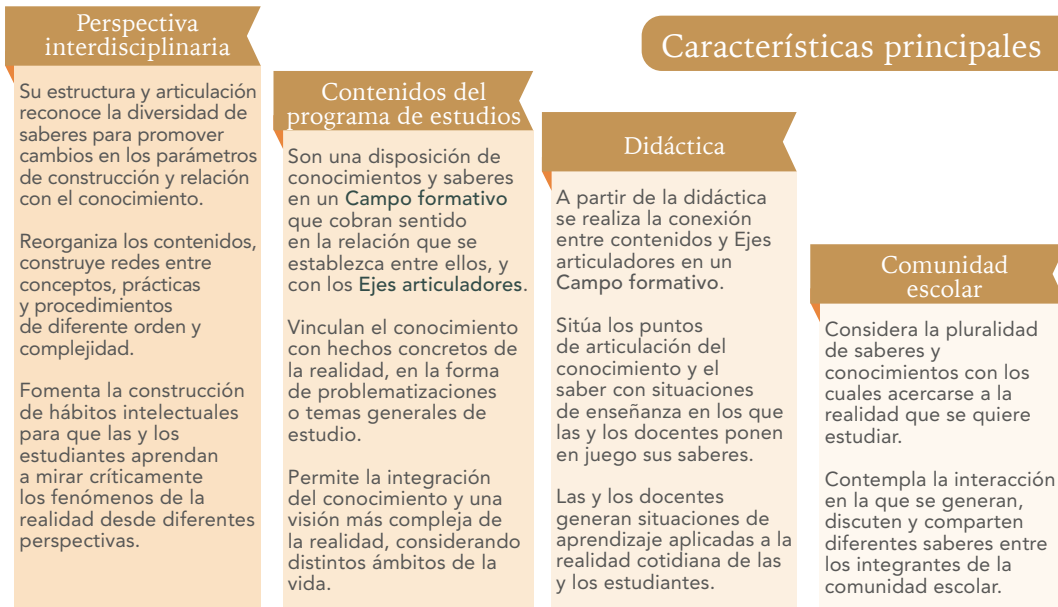 Características principales
Perspectiva
interdisciplinaria
Su estructura y articulación
reconoce la diversidad de
saberes para promover
cambios en los parámetros
de construcción y relación
con el conocimiento.
Reorganiza los contenidos,
construye redes entre
conceptos, prácticas
y procedimientos
de diferente orden y
complejidad.
Fomenta la construcción
de hábitos intelectuales
para que las y los
estudiantes aprendan
a mirar críticamente
los fenómenos de la
realidad desde diferentes
perspectivas.
Contenidos del
programa de estudios
Son una disposición de
conocimientos y saberes
en un Campo formativo
que cobran sentido
en la relación que se
establezca entre ellos, y
con los Ejes articuladores.
Vinculan el conocimiento
con hechos concretos de
la realidad, en la forma
de problematizaciones
o temas generales de
estudio.
Permite la integración
del conocimiento y una
visión más compleja de
la realidad, considerando
distintos ámbitos de la
vida.
Didáctica
A partir de la didáctica
se realiza la conexión
entre contenidos y Ejes
articuladores en un
Campo formativo.
Sitúa los puntos
de articulación del
conocimiento y el
saber con situaciones
de enseñanza en los que
las y los docentes ponen
en juego sus saberes.
Las y los docentes
generan situaciones de
aprendizaje aplicadas a la
realidad cotidiana de las
y los estudiantes.
Comunidad
escolar
Considera la pluralidad
de saberes y
conocimientos con los
cuales acercarse a la
realidad que se quiere
estudiar.
Contempla la interacción
en la que se generan,
discuten y comparten
diferentes saberes entre
los integrantes de la
comunidad escolar.